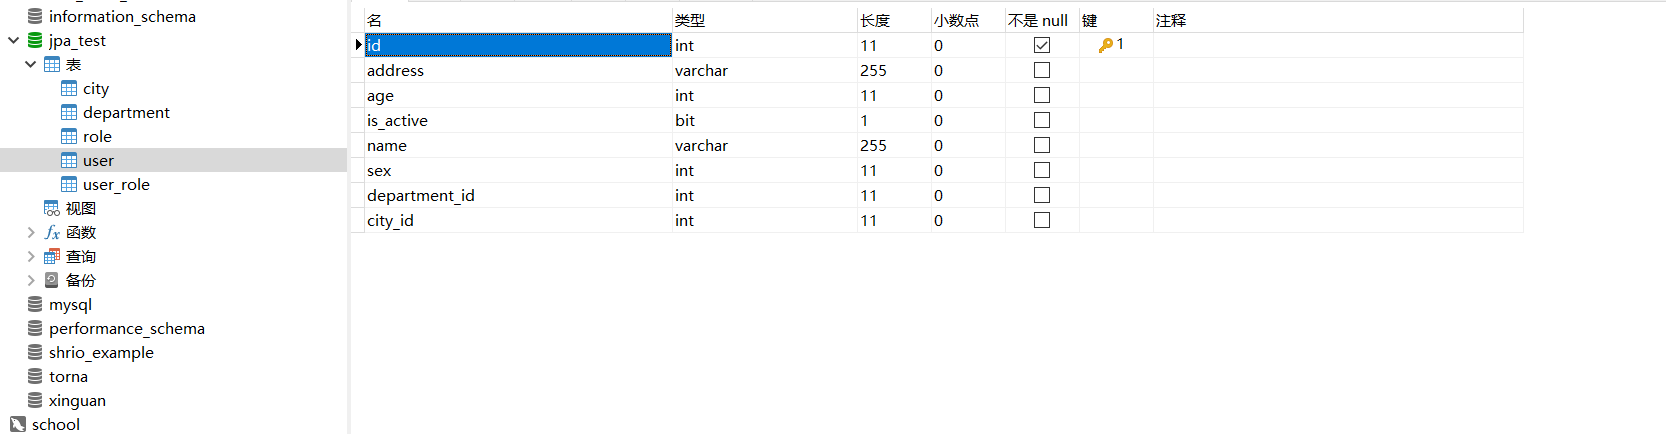 information_schema
jpa_test
表
city
department
role
user
user_role
视图
函数
查询
备份
mysql
performance_schema
shrio_example
torna
xinguan
school
名 类型 长度 小数点 不是 null 键 注释
id int 11 0 1
address varchar 255 0
age int 11 0
is_active bit 1 0
name varchar 255 0
sex int 11 0
department_id int 11 0
city_id int 11 0